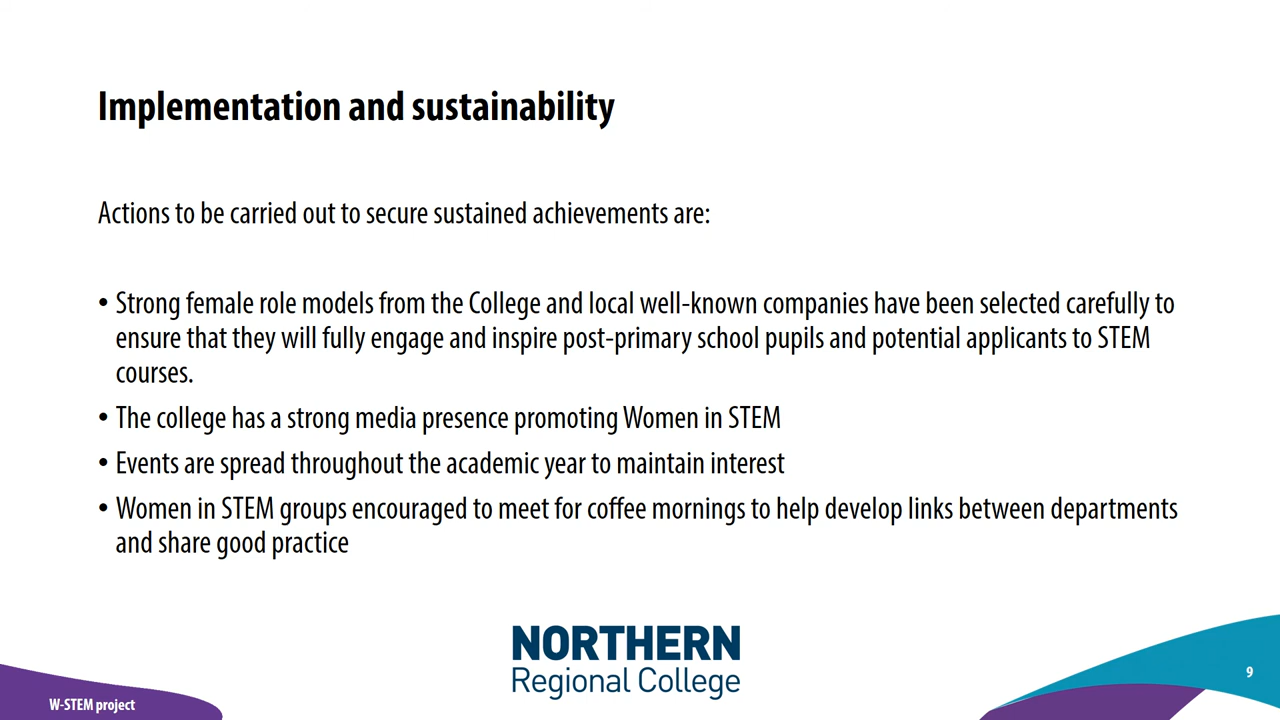 Implementation and sustainability
Actions to be carried out to secure sustained achievements are:
• Strong female role models from the College and local well-known companies have been selected carefully to
ensure that they will fully engage and inspire post-primary school pupils and potential applicants to STEM
courses.
• The college has a strong media presence promoting Women in STEM
• Events are spread throughout the academic year to maintain interest
• Women in STEM groups encouraged to meet for coffee mornings to help develop links between departments
and share good practice
NORTHERN
Regional College
W-STEM project
9